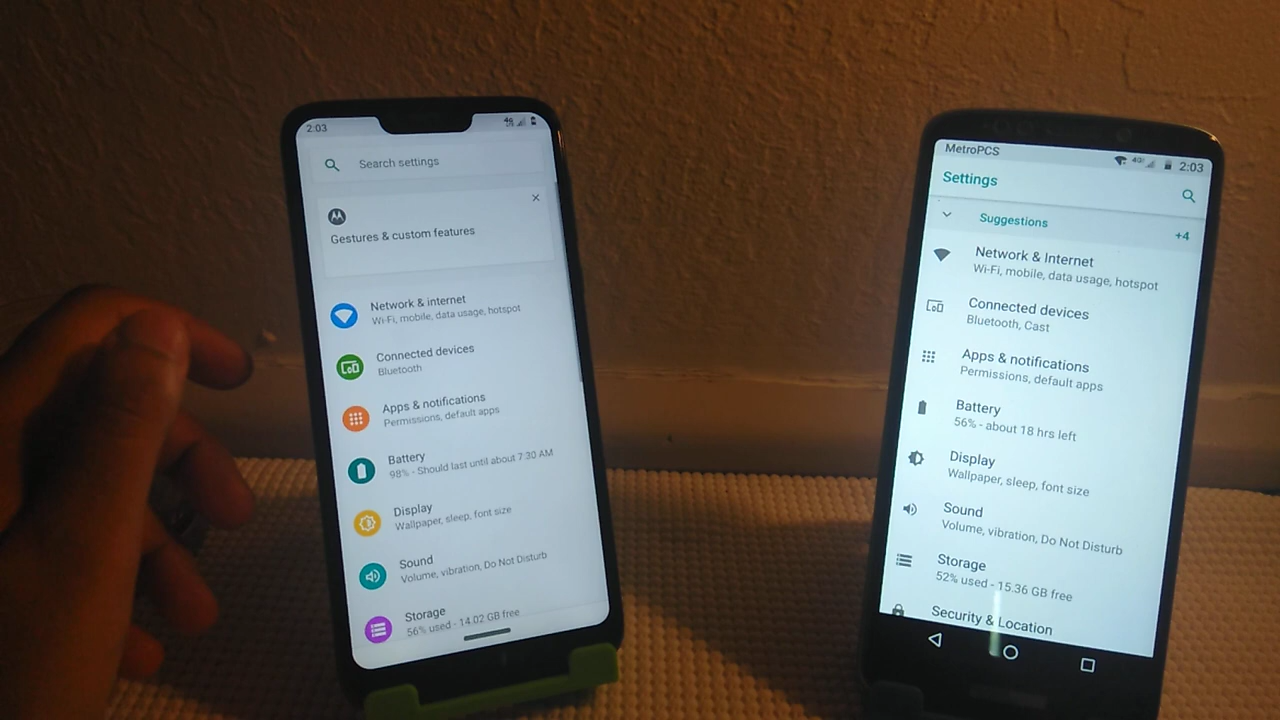 2:03
4G
Search settings
Gestures & custom features
Network & internet
Wi-Fi, mobile, data usage, hotspot
Connected devices
Bluetooth
Apps & notifications
Permissions, default apps
Battery
98% - Should last until about 7:30 AM
Display
Wallpaper, sleep, font size
Sound
Volume, vibration, Do Not Disturb
Storage
56% used - 14.02 GB free
MetroPCS
4G
2:03
Settings
Suggestions
+4
Network & Internet
Wi-Fi, mobile, data usage, hotspot
Connected devices
Bluetooth, Cast
Apps & notifications
Permissions, default apps
Battery
56% - about 18 hrs left
Display
Wallpaper, sleep, font size
Sound
Volume, vibration, Do Not Disturb
Storage
52% used - 15.36 GB free
Security & Location